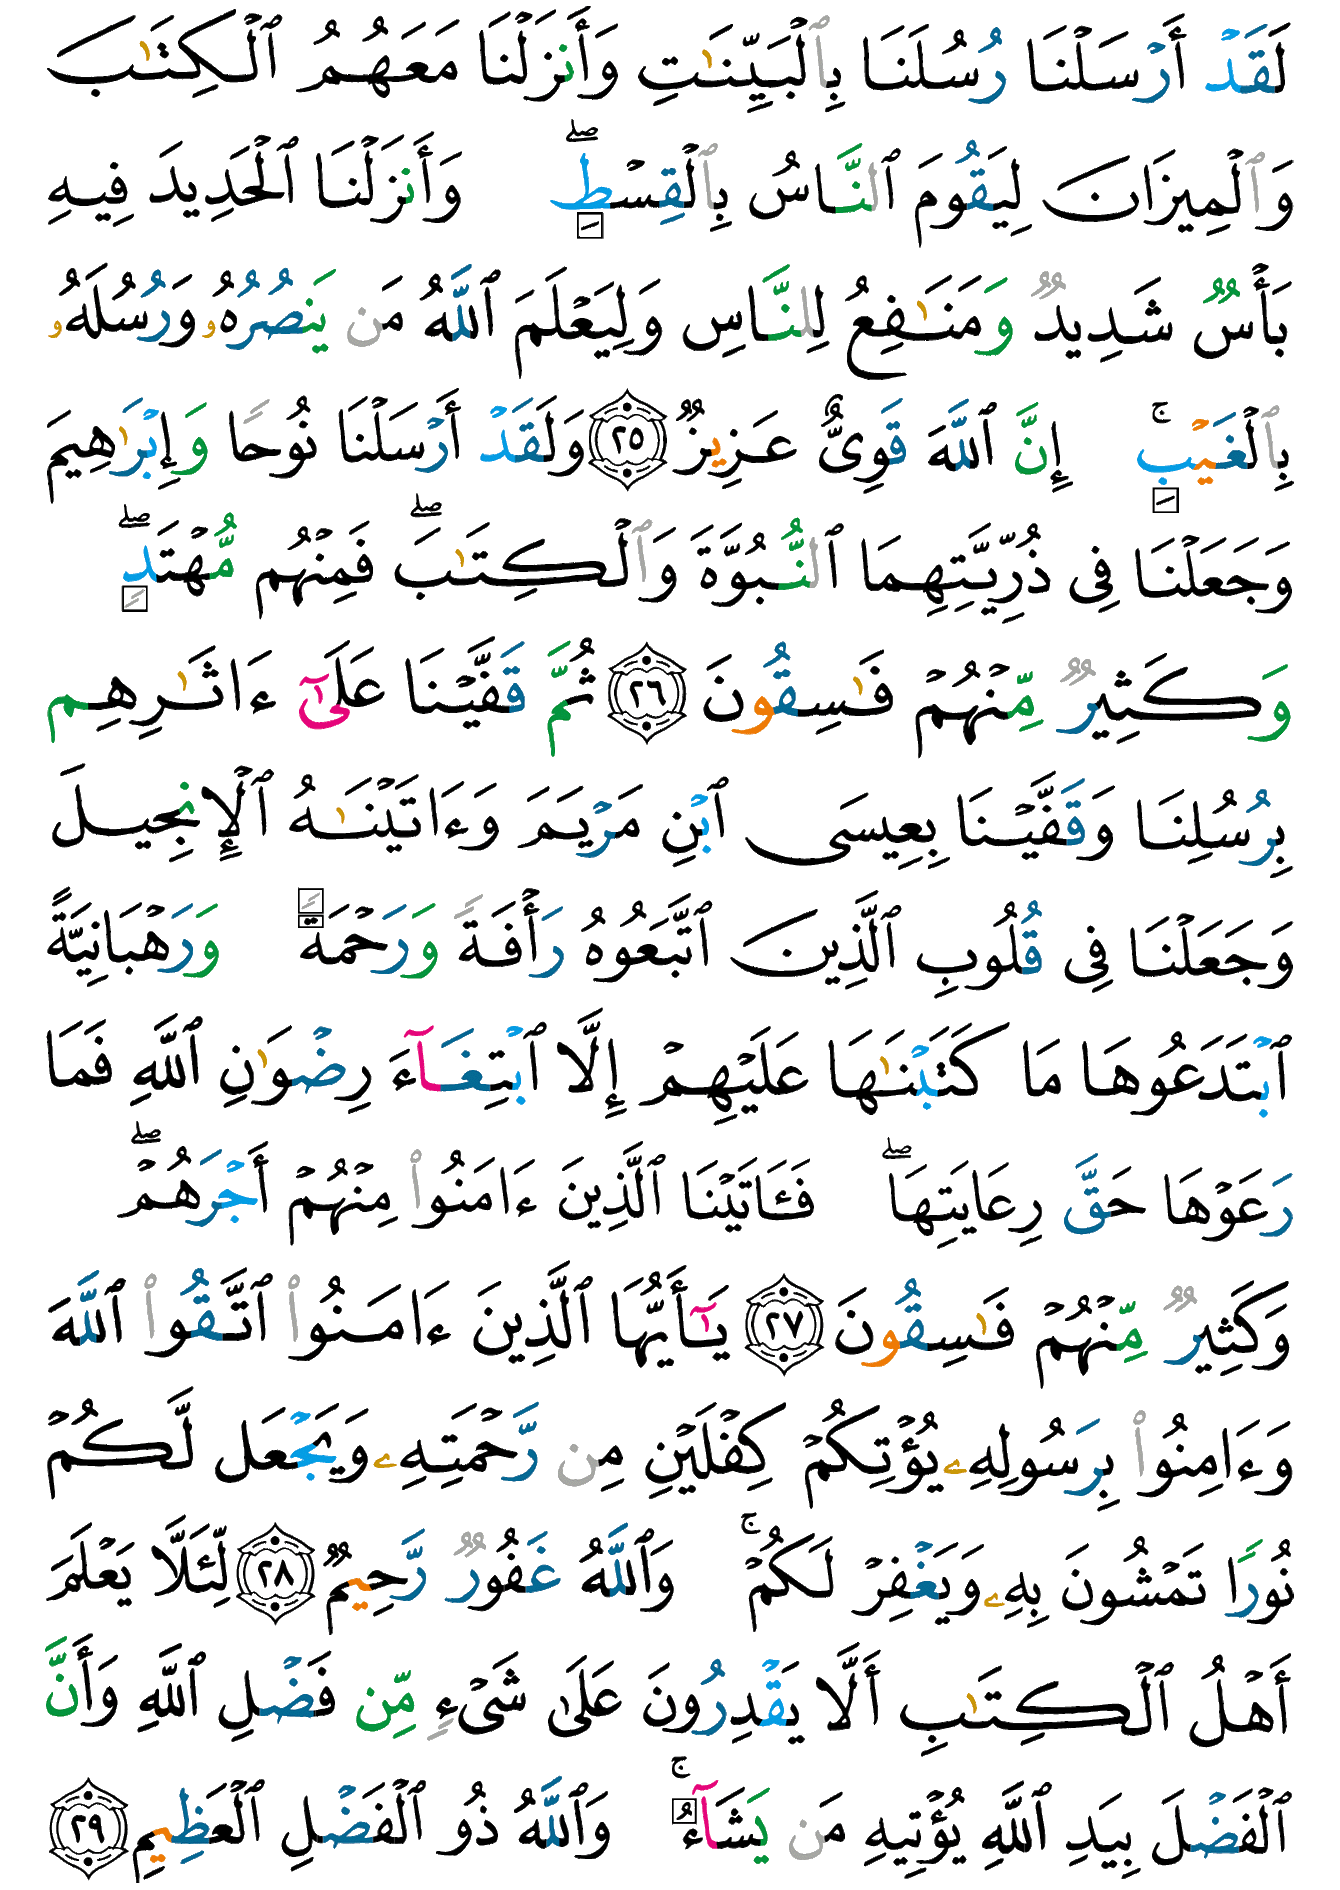 لَقَدۡ أَرۡسَلۡنَا رُسُلَنَا بِٱلۡبَيِّنَٰتِ وَأَنزَلۡنَا مَعَهُمُ ٱلۡكِتَٰبَ
وَٱلۡمِيزَانَ لِيَقُومَ ٱلنَّاسُ بِٱلۡقِسۡطِۖ وَأَنزَلۡنَا ٱلۡحَدِيدَ فِيهِ
بَأۡسٞ شَدِيدٞ وَمَنَٰفِعُ لِلنَّاسِ وَلِيَعۡلَمَ ٱللَّهُ مَن يَنصُرُهُۥ وَرُسُلَهُۥ
بِٱلۡغَيۡبِۚ إِنَّ ٱللَّهَ قَوِيٌّ عَزِيزٞ ٢٥ وَلَقَدۡ أَرۡسَلۡنَا نُوحٗا وَإِبۡرَٰهِيمَ
وَجَعَلۡنَا فِي ذُرِّيَّتِهِمَا ٱلنُّبُوَّةَ وَٱلۡكِتَٰبَۖ فَمِنۡهُم مُّهۡتَدٖۖ
وَكَثِيرٞ مِّنۡهُمۡ فَٰسِقُونَ ٢٦ ثُمَّ قَفَّيۡنَا عَلَىٰٓ ءَاثَٰرِهِم
بِرُسُلِنَا وَقَفَّيۡنَا بِعِيسَى ٱبۡنِ مَرۡيَمَ وَءَاتَيۡنَٰهُ ٱلۡإِنجِيلَ
وَجَعَلۡنَا فِي قُلُوبِ ٱلَّذِينَ ٱتَّبَعُوهُ رَأۡفَةٗ وَرَحۡمَةٗ وَرَهۡبَانِيَّةً
ٱبۡتَدَعُوهَا مَا كَتَبۡنَٰهَا عَلَيۡهِمۡ إِلَّا ٱبۡتِغَآءَ رِضۡوَٰنِ ٱللَّهِ فَمَا
رَعَوۡهَا حَقَّ رِعَايَتِهَاۖ فَـَٔاتَيۡنَا ٱلَّذِينَ ءَامَنُواْ مِنۡهُمۡ أَجۡرَهُمۡۖ
وَكَثِيرٞ مِّنۡهُمۡ فَٰسِقُونَ ٢٧ يَٰٓأَيُّهَا ٱلَّذِينَ ءَامَنُواْ ٱتَّقُواْ ٱللَّهَ
وَءَامِنُواْ بِرَسُولِهِۦ يُؤۡتِكُمۡ كِفۡلَيۡنِ مِن رَّحۡمَتِهِۦ وَيَجۡعَل لَّكُمۡ
نُورٗا تَمۡشُونَ بِهِۦ وَيَغۡفِرۡ لَكُمۡۚ وَٱللَّهُ غَفُورٞ رَّحِيمٞ ٢٨ لِّئَلَّا يَعۡلَمَ
أَهۡلُ ٱلۡكِتَٰبِ أَلَّا يَقۡدِرُونَ عَلَىٰ شَيۡءٖ مِّن فَضۡلِ ٱللَّهِ وَأَنَّ
ٱلۡفَضۡلَ بِيَدِ ٱللَّهِ يُؤۡتِيهِ مَن يَشَآءُۚ وَٱللَّهُ ذُو ٱلۡفَضۡلِ ٱلۡعَظِيمِ ٢٩